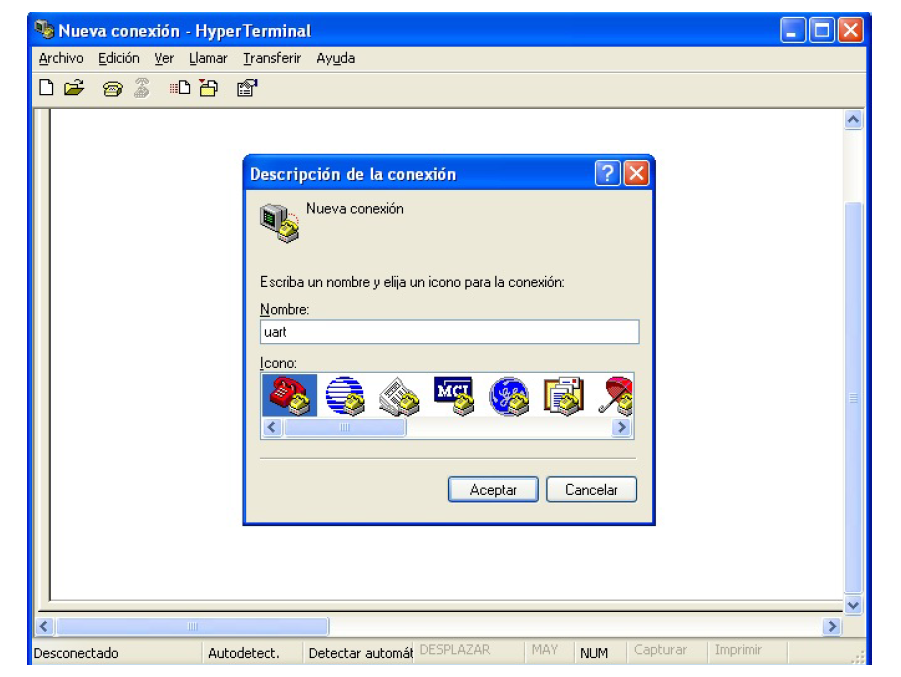 Nueva conexión - HyperTerminal
Archivo Edición Ver Llamar Transferir Ayuda
Descripción de la conexión
Nueva conexión
Escriba un nombre y elija un icono para la conexión:
Nombre:
uart
Icono:
MCI
Aceptar Cancelar
Desconectado Autodetect. Detectar automát DESPLAZAR MAY NUM Capturar Imprimir